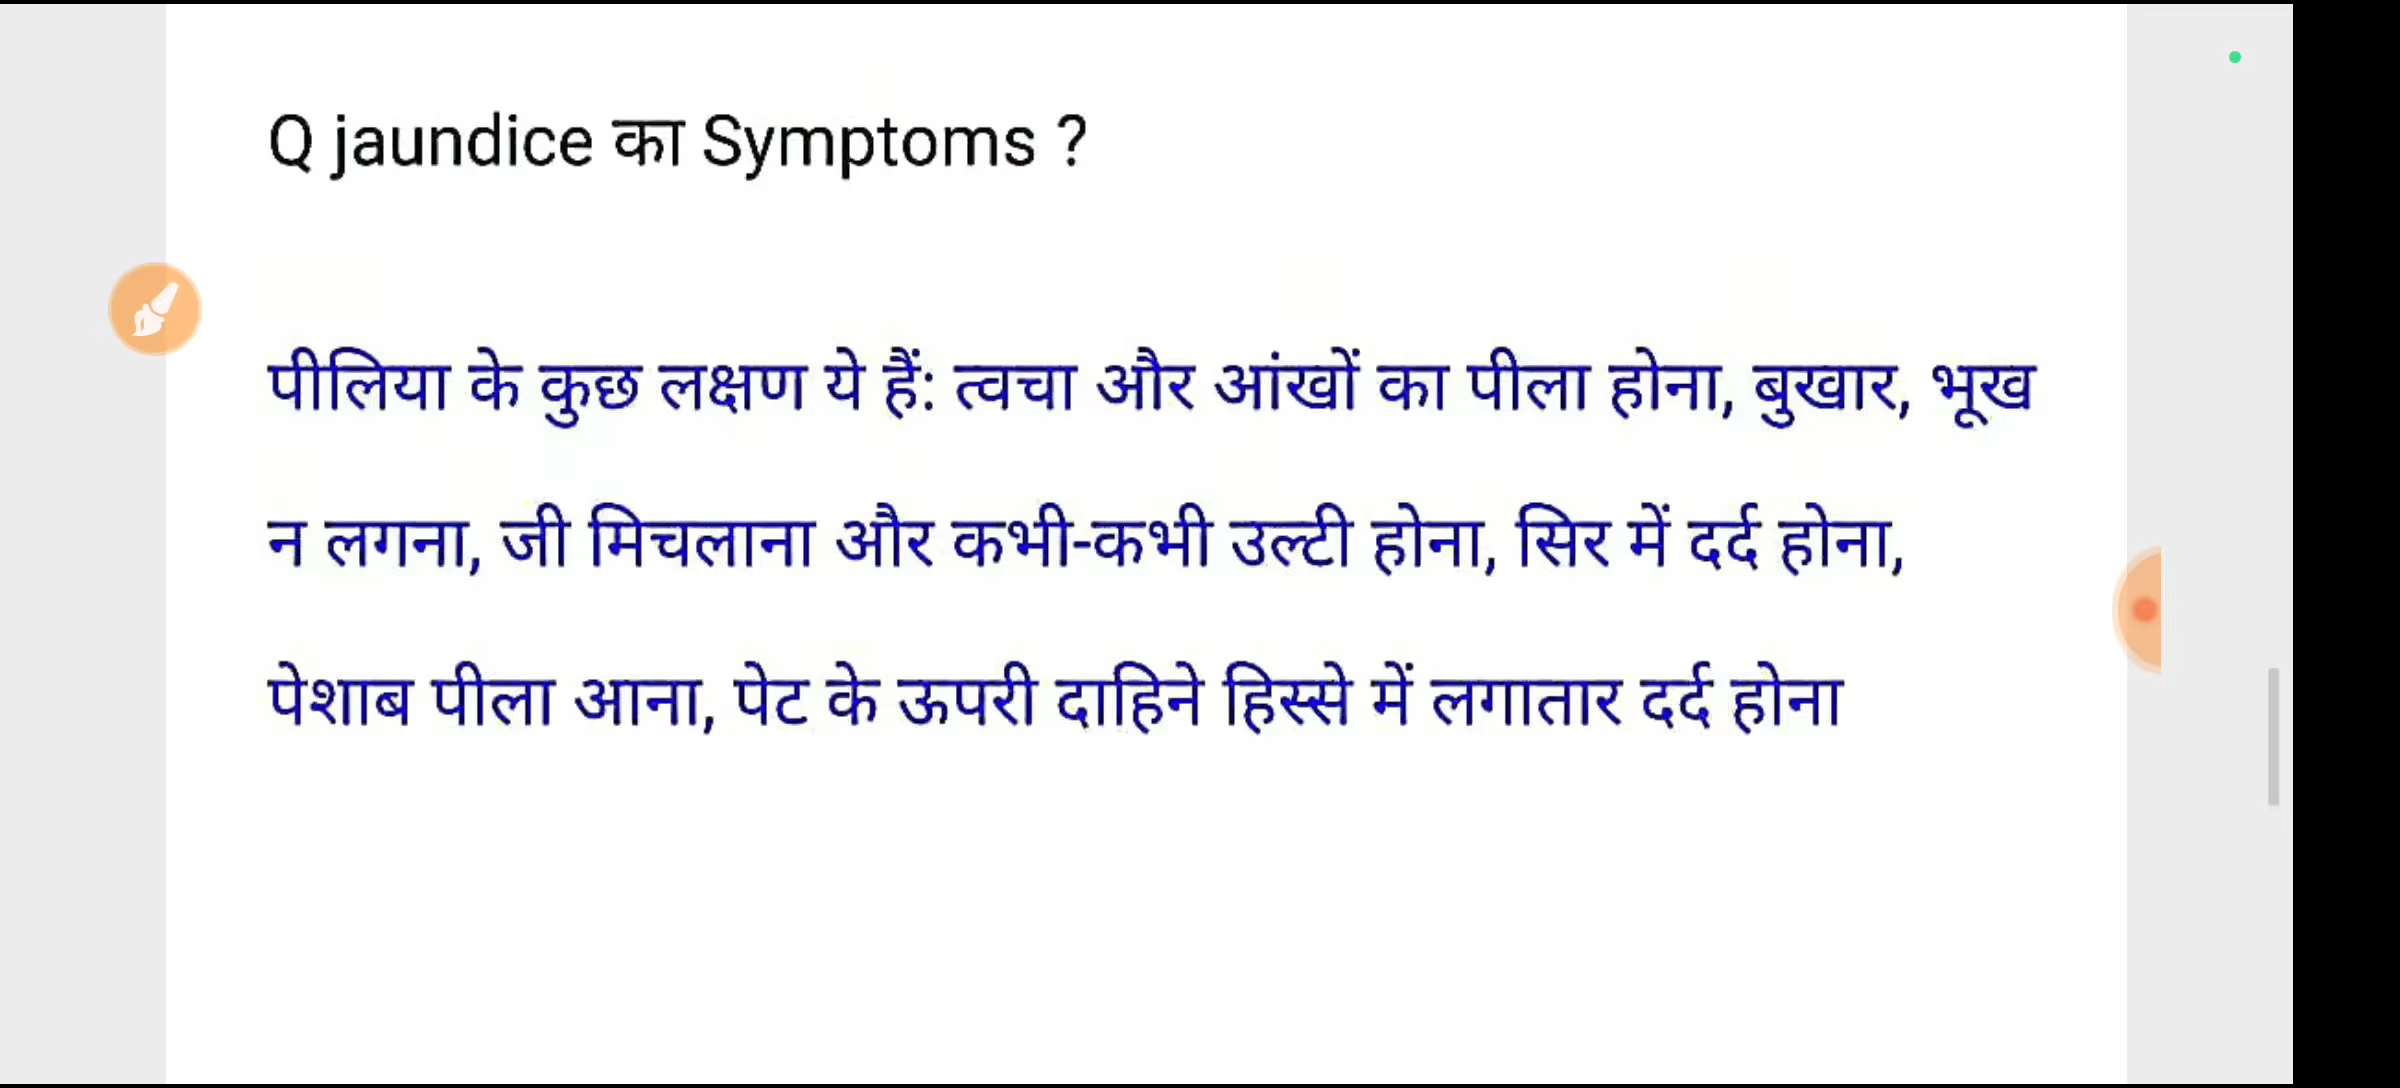 Q jaundice का Symptoms ?
पीलिया के कुछ लक्षण ये हैं: त्वचा और आंखों का पीला होना, बुखार, भूख
न लगना, जी मिचलाना और कभी-कभी उल्टी होना, सिर में दर्द होना,
पेशाब पीला आना, पेट के ऊपरी दाहिने हिस्से में लगातार दर्द होना